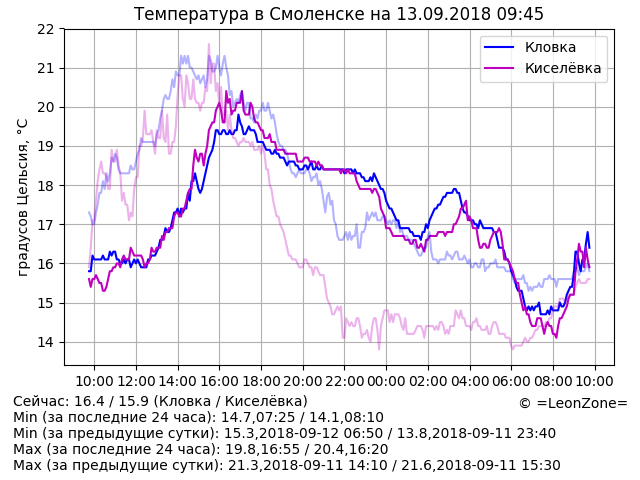 Температура в Смоленске на 13.09.2018 09:45
22
21
20
19
18
17
16
15
14
градусов Цельсия, °C
Кловка
Киселёвка
10:00 12:00 14:00 16:00 18:00 20:00 22:00 00:00 02:00 04:00 06:00 08:00 10:00
Сейчас: 16.4 / 15.9 (Кловка / Киселёвка)
© =LeonZone=
Min (за последние 24 часа): 14.7,07:25 / 14.1,08:10
Min (за предыдущие сутки): 15.3,2018-09-12 06:50 / 13.8,2018-09-11 23:40
Max (за последние 24 часа): 19.8,16:55 / 20.4,16:20
Max (за предыдущие сутки): 21.3,2018-09-11 14:10 / 21.6,2018-09-11 15:30